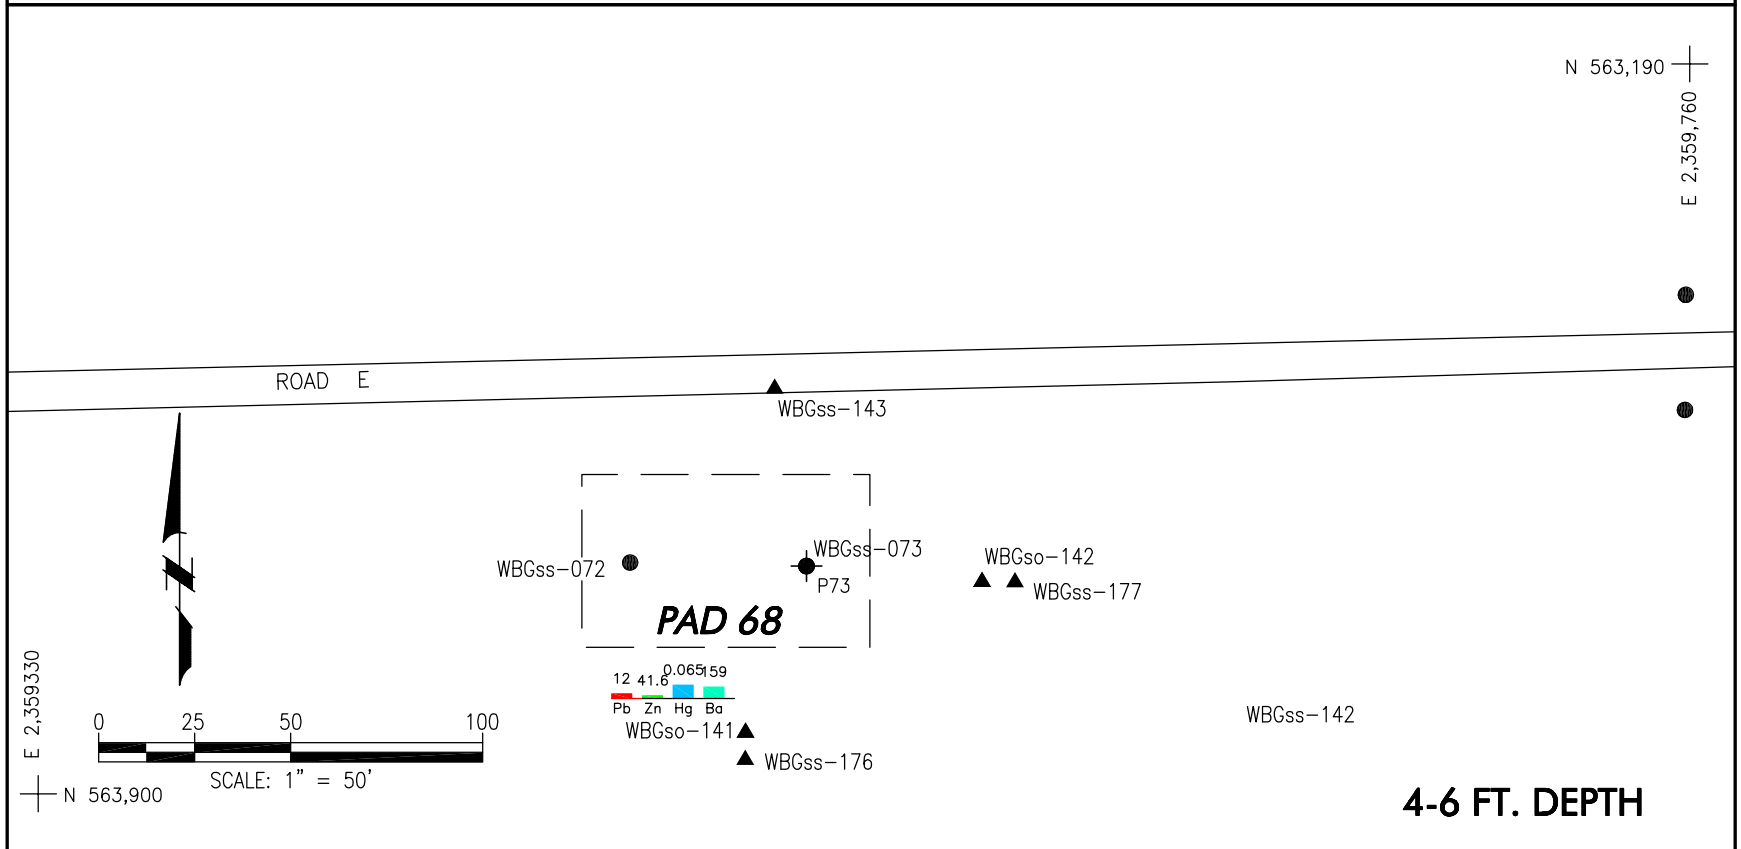 N 563,190
E 2,359,760
ROAD E
WBGss-143
WBGss-073
WBGss-072
P73
WBGso-142
WBGss-177
PAD 68
12 41.6 0.065 159
Pb Zn Hg Ba
WBGso-141
WBGss-176
WBGss-142
E 2,359330
0 25 50 100
SCALE: 1" = 50'
N 563,900
4-6 FT. DEPTH